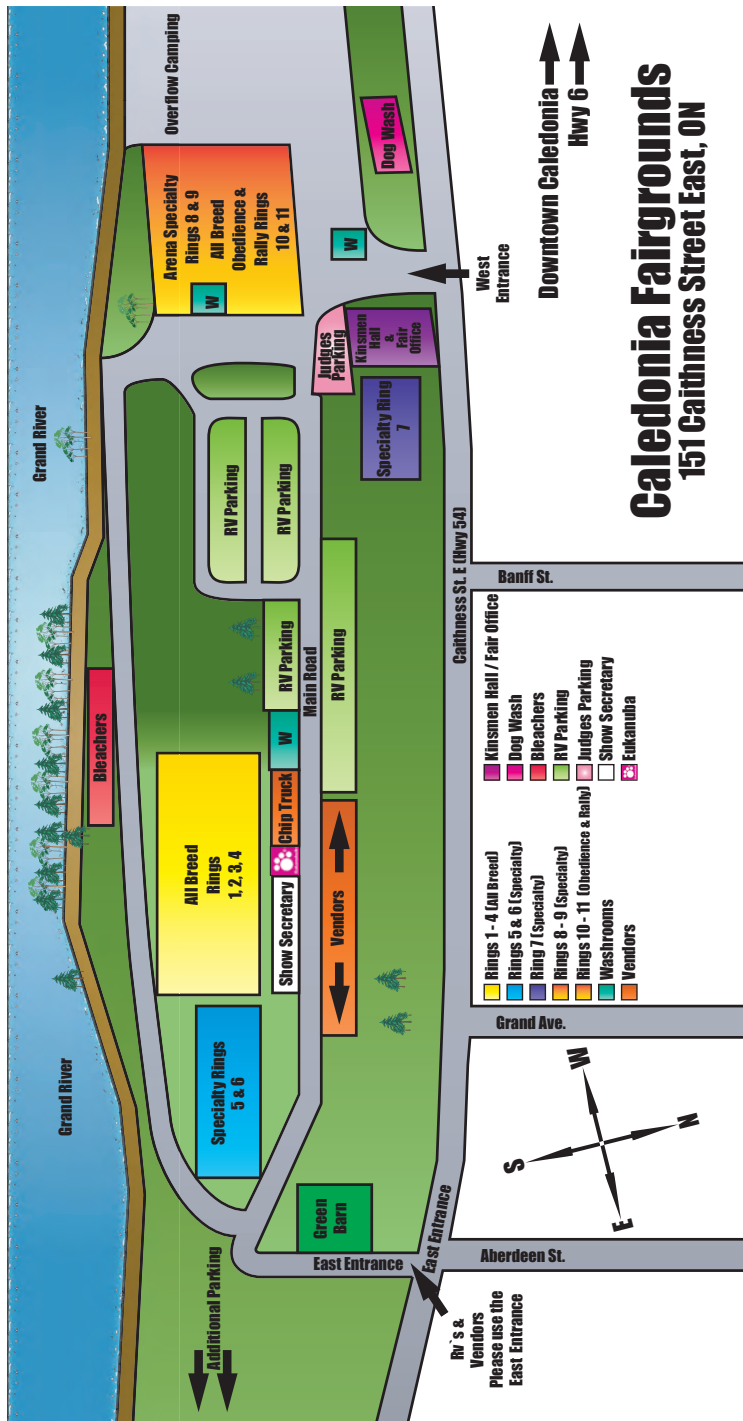 Grand River
Grand River
Bleachers
Additional Parking
Specialty Rings
5 & 6
All Breed
Rings
1, 2, 3, 4
RV Parking
RV Parking
Arena Specialty
Rings 8 & 9
All Breed
Obedience &
Rally Rings
10 & 11
W
Overflow Camping
Show Secretary
Chip Truck
W
RV Parking
Main Road
Green
Barn
Vendors
RV Parking
Judges
Parking
Kinsmen
Hall
&
Fair
Office
Specialty Ring
7
W
Dog Wash
East Entrance
East Entrance
Caithness St. E (Hwy 54)
West
Entrance
Rv`s &
Vendors
Please use the
East Entrance
Aberdeen St.
Grand Ave.
Banff St.
S
W
E
N
Rings 1 - 4 (All Breed)
Rings 5 & 6 (Specialty)
Ring 7 (Specialty)
Rings 8 - 9 (Specialty)
Rings 10 - 11 (Obedience & Rally)
Washrooms
Vendors
Kinsmen Hall / Fair Office
Dog Wash
Bleachers
RV Parking
Judges Parking
Show Secretary
Eukanuba
Downtown Caledonia
Hwy 6
Caledonia Fairgrounds
151 Caithness Street East, ON